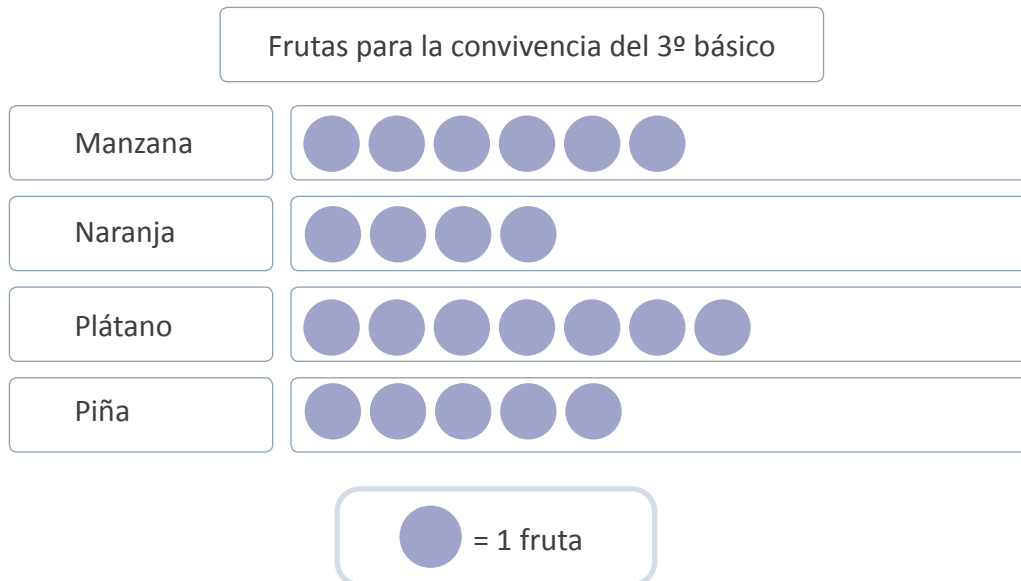 Frutas para la convivencia del 3º básico
Manzana
Naranja
Plátano
Piña
= 1 fruta